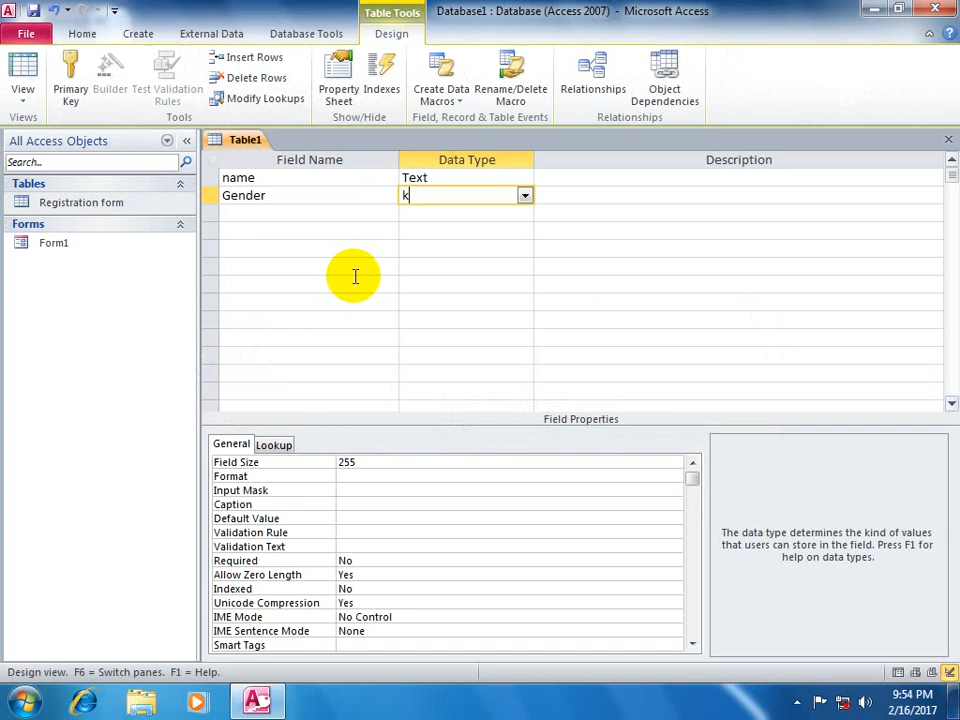 Table Tools
Database1 : Database (Access 2007) - Microsoft Access
File
Home
Create
External Data
Database Tools
Design
View
Primary Key
Builder
Test Validation Rules
Insert Rows
Delete Rows
Modify Lookups
Property Sheet
Indexes
Create Data Macros
Rename/Delete Macro
Relationships
Object Dependencies
Views
Tools
Show/Hide
Field, Record & Table Events
Relationships
All Access Objects
Search...
Tables
Registration form
Forms
Form1
Table1
Field Name
Data Type
Description
name
Text
Gender
k
Field Properties
General
Lookup
Field Size
255
Format
Input Mask
Caption
Default Value
Validation Rule
Validation Text
Required
No
Allow Zero Length
Yes
Indexed
No
Unicode Compression
Yes
IME Mode
No Control
IME Sentence Mode
None
Smart Tags
The data type determines the kind of values
that users can store in the field. Press F1 for
help on data types.
Design view. F6 = Switch panes. F1 = Help.
9:54 PM
2/16/2017